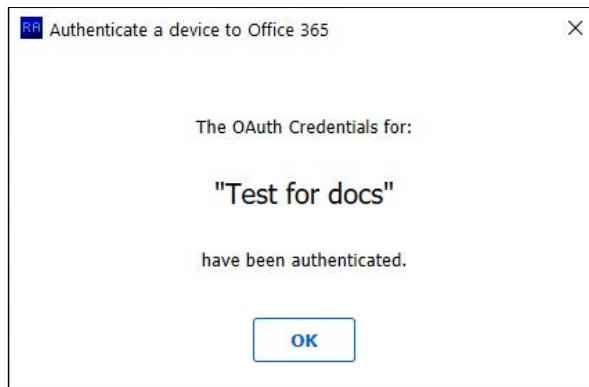 RA Authenticate a device to Office 365
The OAuth Credentials for:
"Test for docs"
have been authenticated.
OK